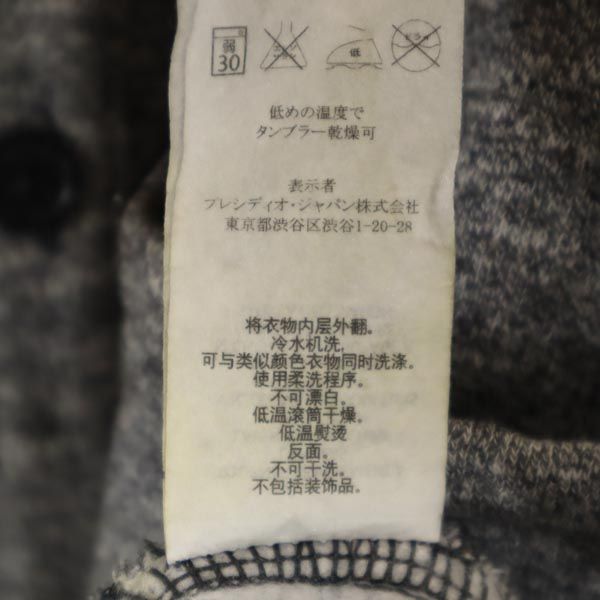 弱
30
低
低めの温度で
タンブラー乾燥可
表示者
プレシディオ・ジャパン株式会社
東京都渋谷区渋谷1-20-28
将衣物内层外翻。
冷水机洗.
可与类似颜色衣物同时洗涤。
使用柔洗程序。
不可漂白。
低温滚筒干燥。
低温熨烫
反面。
不可干洗。
不包括装饰品。